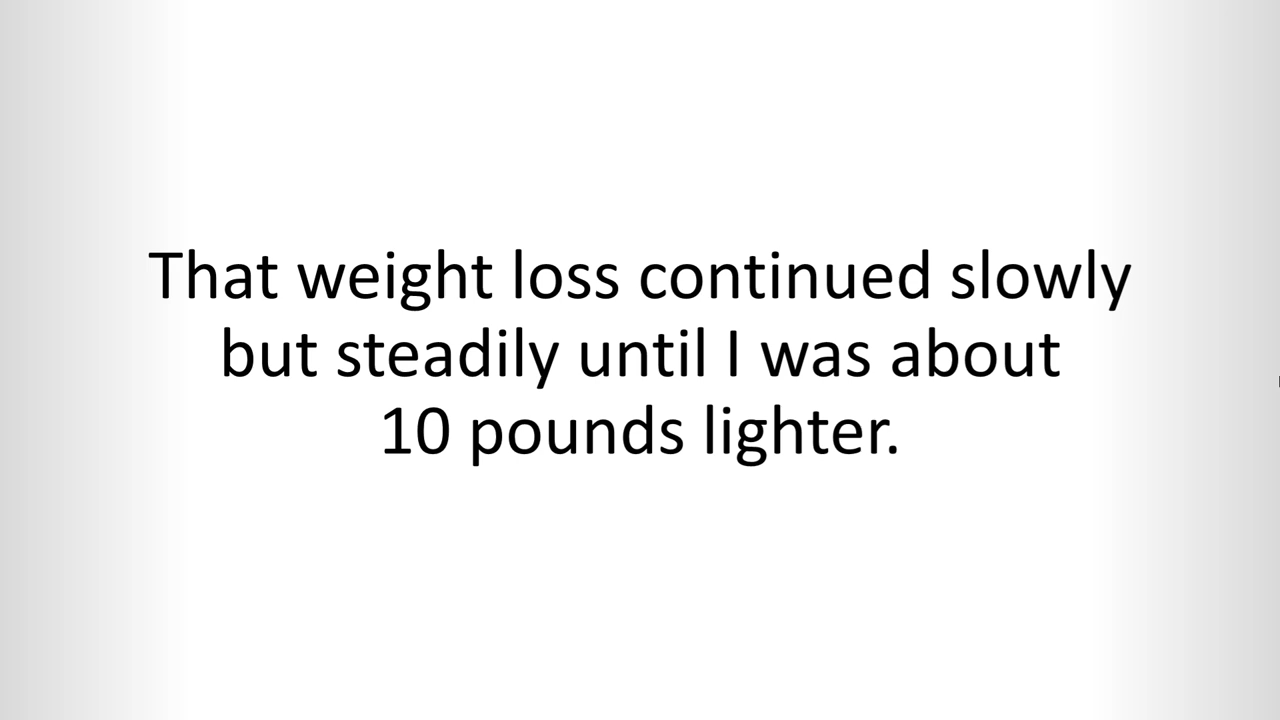 That weight loss continued slowly
but steadily until I was about
10 pounds lighter.